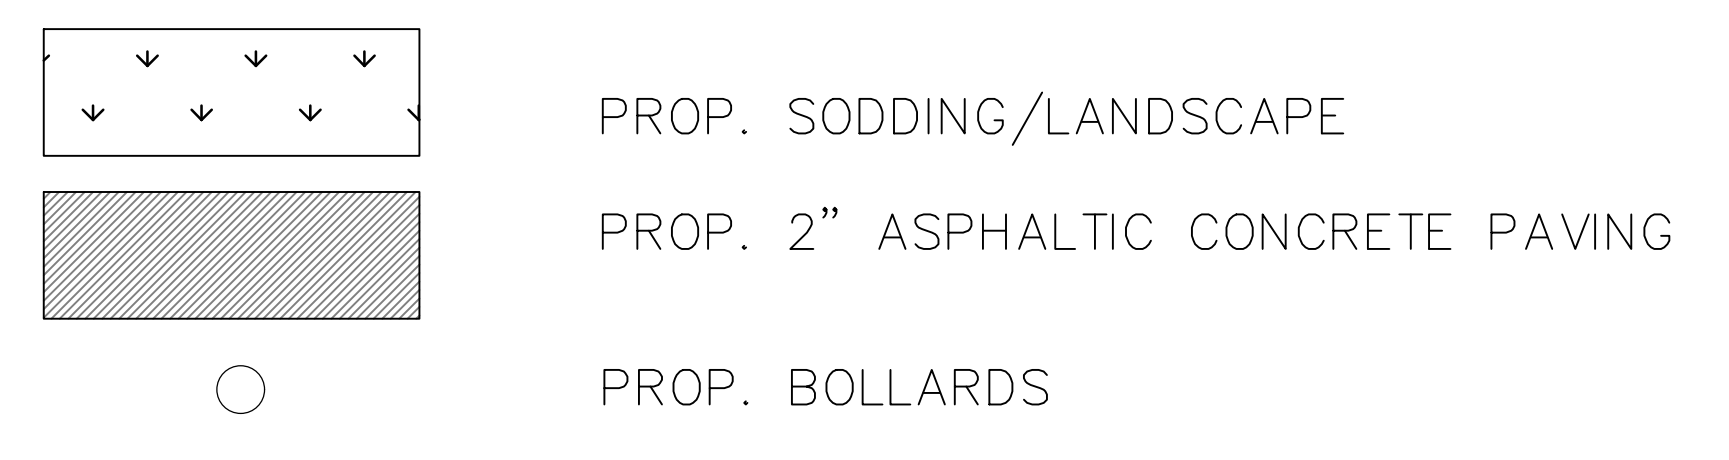 PROP. SODDING/LANDSCAPE
PROP. 2” ASPHALTIC CONCRETE PAVING
PROP. BOLLARDS